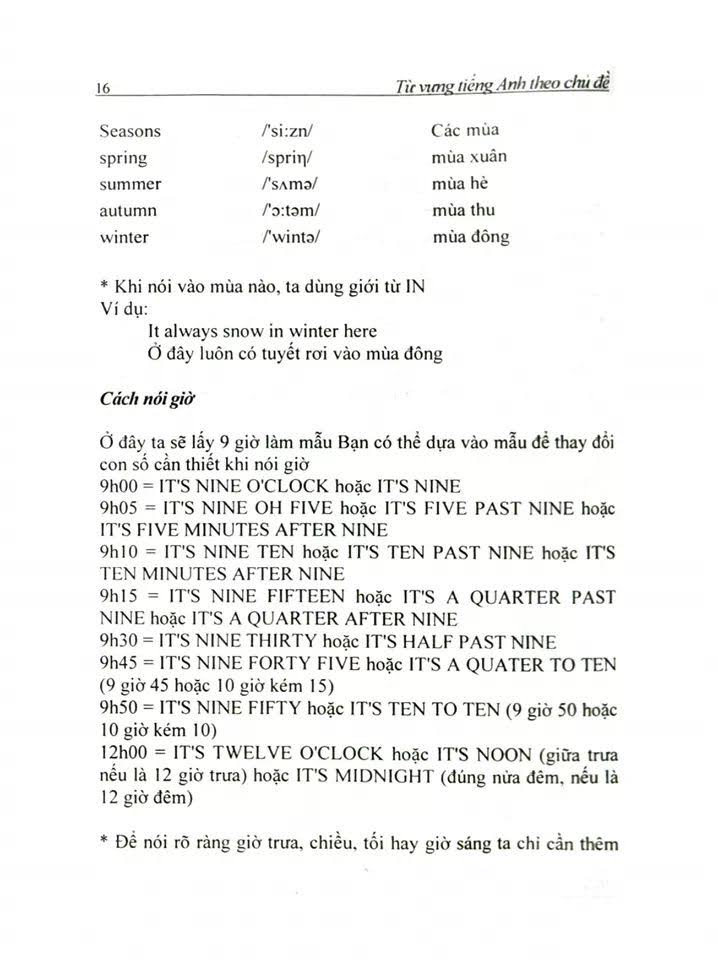 16 Từ vựng tiếng Anh theo chủ đề
Seasons /'si:zn/ Các mùa
spring /spriη/ mùa xuân
summer /'sʌmə/ mùa hè
autumn /'ɔ:təm/ mùa thu
winter /'wintə/ mùa đông
* Khi nói vào mùa nào, ta dùng giới từ IN
Ví dụ:
It always snow in winter here
Ở đây luôn có tuyết rơi vào mùa đông
Cách nói giờ
Ở đây ta sẽ lấy 9 giờ làm mẫu Bạn có thể dựa vào mẫu để thay đổi
con số cần thiết khi nói giờ
9h00 = IT'S NINE O'CLOCK hoặc IT'S NINE
9h05 = IT'S NINE OH FIVE hoặc IT'S FIVE PAST NINE hoặc
IT'S FIVE MINUTES AFTER NINE
9h10 = IT'S NINE TEN hoặc IT'S TEN PAST NINE hoặc IT'S
TEN MINUTES AFTER NINE
9h15 = IT'S NINE FIFTEEN hoặc IT'S A QUARTER PAST
NINE hoặc IT'S A QUARTER AFTER NINE
9h30 = IT'S NINE THIRTY hoặc IT'S HALF PAST NINE
9h45 = IT'S NINE FORTY FIVE hoặc IT'S A QUATER TO TEN
(9 giờ 45 hoặc 10 giờ kém 15)
9h50 = IT'S NINE FIFTY hoặc IT'S TEN TO TEN (9 giờ 50 hoặc
10 giờ kém 10)
12h00 = IT'S TWELVE O'CLOCK hoặc IT'S NOON (giữa trưa
nếu là 12 giờ trưa) hoặc IT'S MIDNIGHT (đúng nửa đêm, nếu là
12 giờ đêm)
* Để nói rõ ràng giờ trưa, chiều, tối hay giờ sáng ta chỉ cần thêm